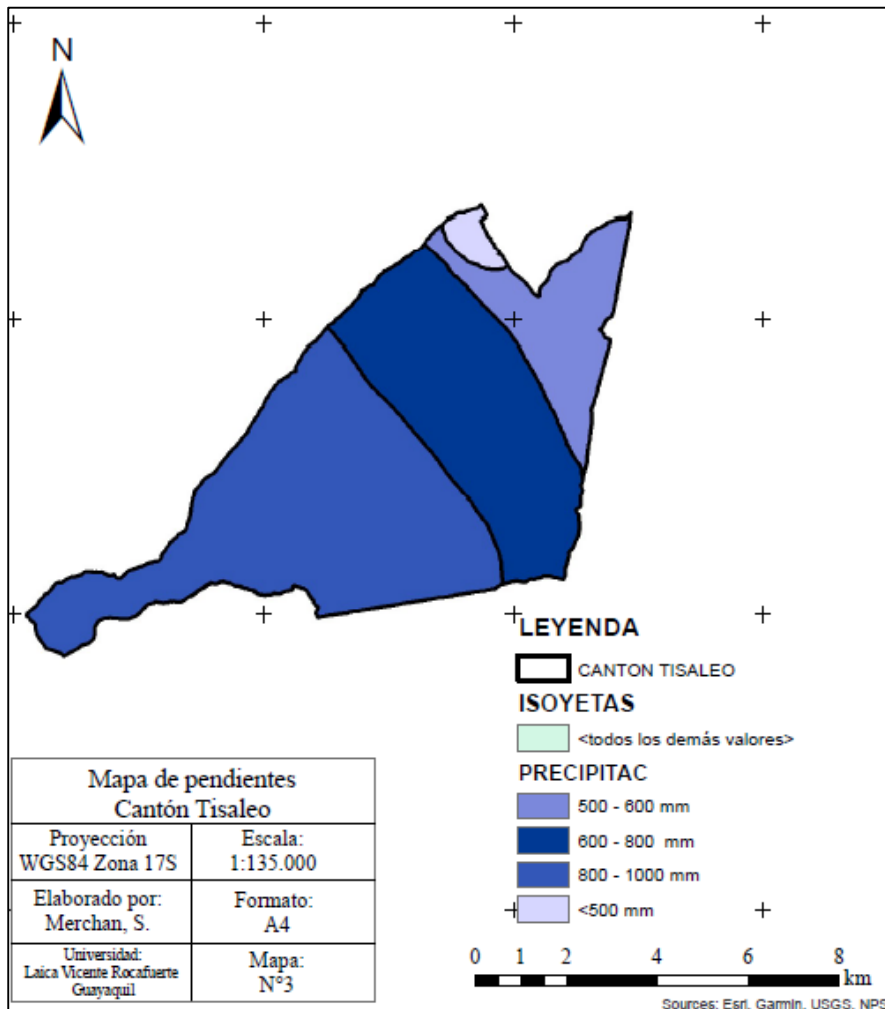 N
LEYENDA
CANTON TISALEO
ISOYETAS
<todos los demás valores>
PRECIPITAC
500 - 600 mm
600 - 800 mm
800 - 1000 mm
<500 mm
Mapa de pendientes
Cantón Tisaleo
Proyección
WGS84 Zona 17S
Escala:
1:135.000
Elaborado por:
Merchan, S.
Formato:
A4
Universidad:
Laica Vicente Rocafuerte
Guayaquil
Mapa:
N°3
0 1 2 4 6 8
km
Sources: Esri, Garmin, USGS, NPS